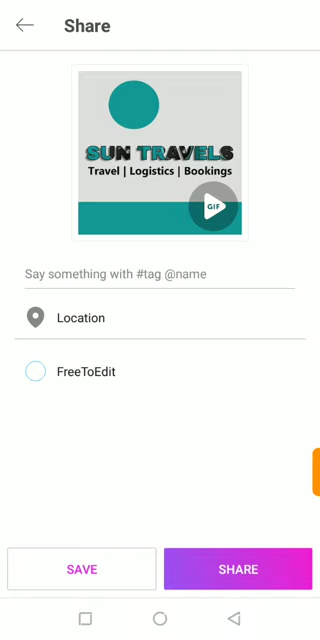 Share
SUN TRAVELS
Travel | Logistics | Bookings
GIF
Say something with #tag @name
Location
FreeToEdit
SAVE
SHARE